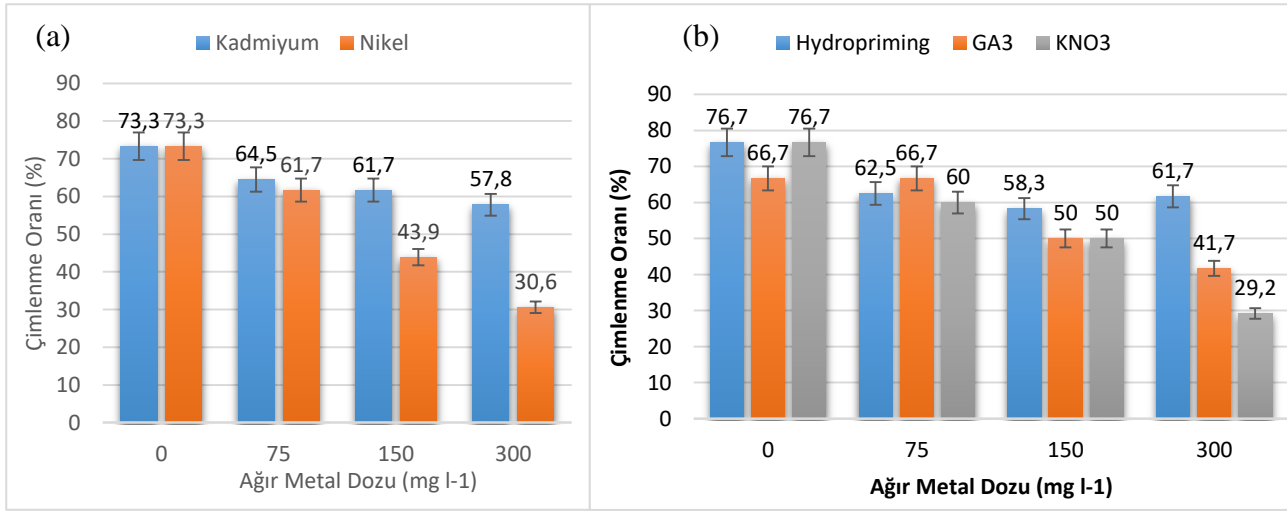 (a)
Kadmiyum Nikel
Çimlenme Oranı (%)
90
80
70
60
50
40
30
20
10
0
73,3 73,3
64,5 61,7
61,7 43,9
57,8 30,6
0 75 150 300
Ağır Metal Dozu (mg l-1)
(b)
Hydropriming GA3 KNO3
Çimlenme Oranı (%)
90
80
70
60
50
40
30
20
10
0
76,7 66,7 76,7
62,5 66,7 60
58,3 50 50
61,7 41,7 29,2
0 75 150 300
Ağır Metal Dozu (mg l-1)